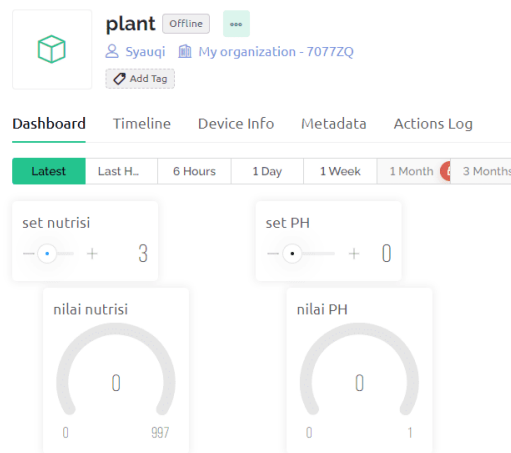 plant Offline
Syauqi My organization - 7077ZQ
Add Tag
Dashboard Timeline Device Info Metadata Actions Log
Latest Last H... 6 Hours 1 Day 1 Week 1 Month 3 Months
set nutrisi
− + 3
set PH
− + 0
nilai nutrisi
0
0 997
nilai PH
0
0 1